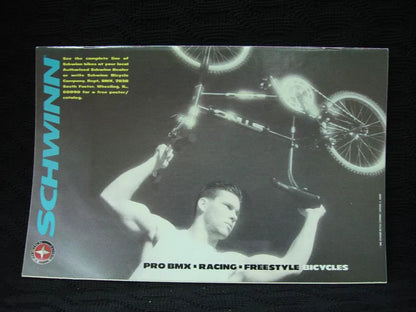 SCHWINN
See the complete line of
Schwinn bikes at your local
Authorized Schwinn Dealer
or write Schwinn Bicycle
Company Dept. BMX, 7030
South Foster, Wheeling, IL,
60090 for a free poster/
catalog.
PRO BMX • RACING • FREESTYLE BICYCLES